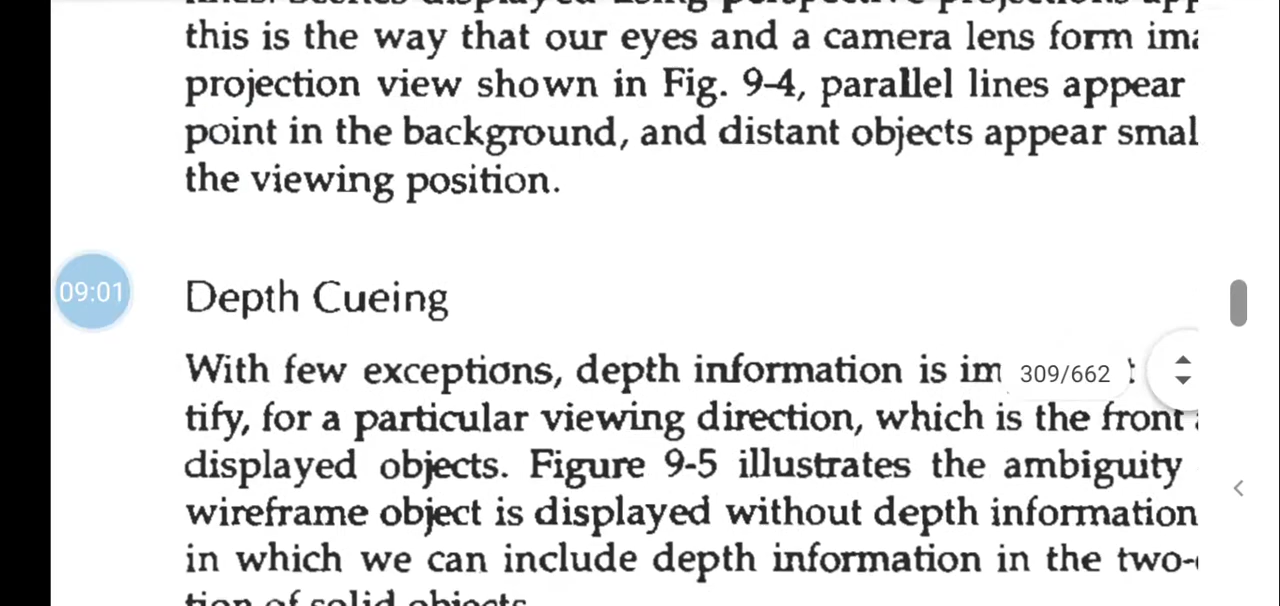 this is the way that our eyes and a camera lens form
projection view shown in Fig. 9-4, parallel lines appear
point in the background, and distant objects appear smal
the viewing position.
09:01
Depth Cueing
With few exceptions, depth information is im
309/662
tify, for a particular viewing direction, which is the front
displayed objects. Figure 9-5 illustrates the ambiguity
wireframe object is displayed without depth information
in which we can include depth information in the two-
tion of solid objects